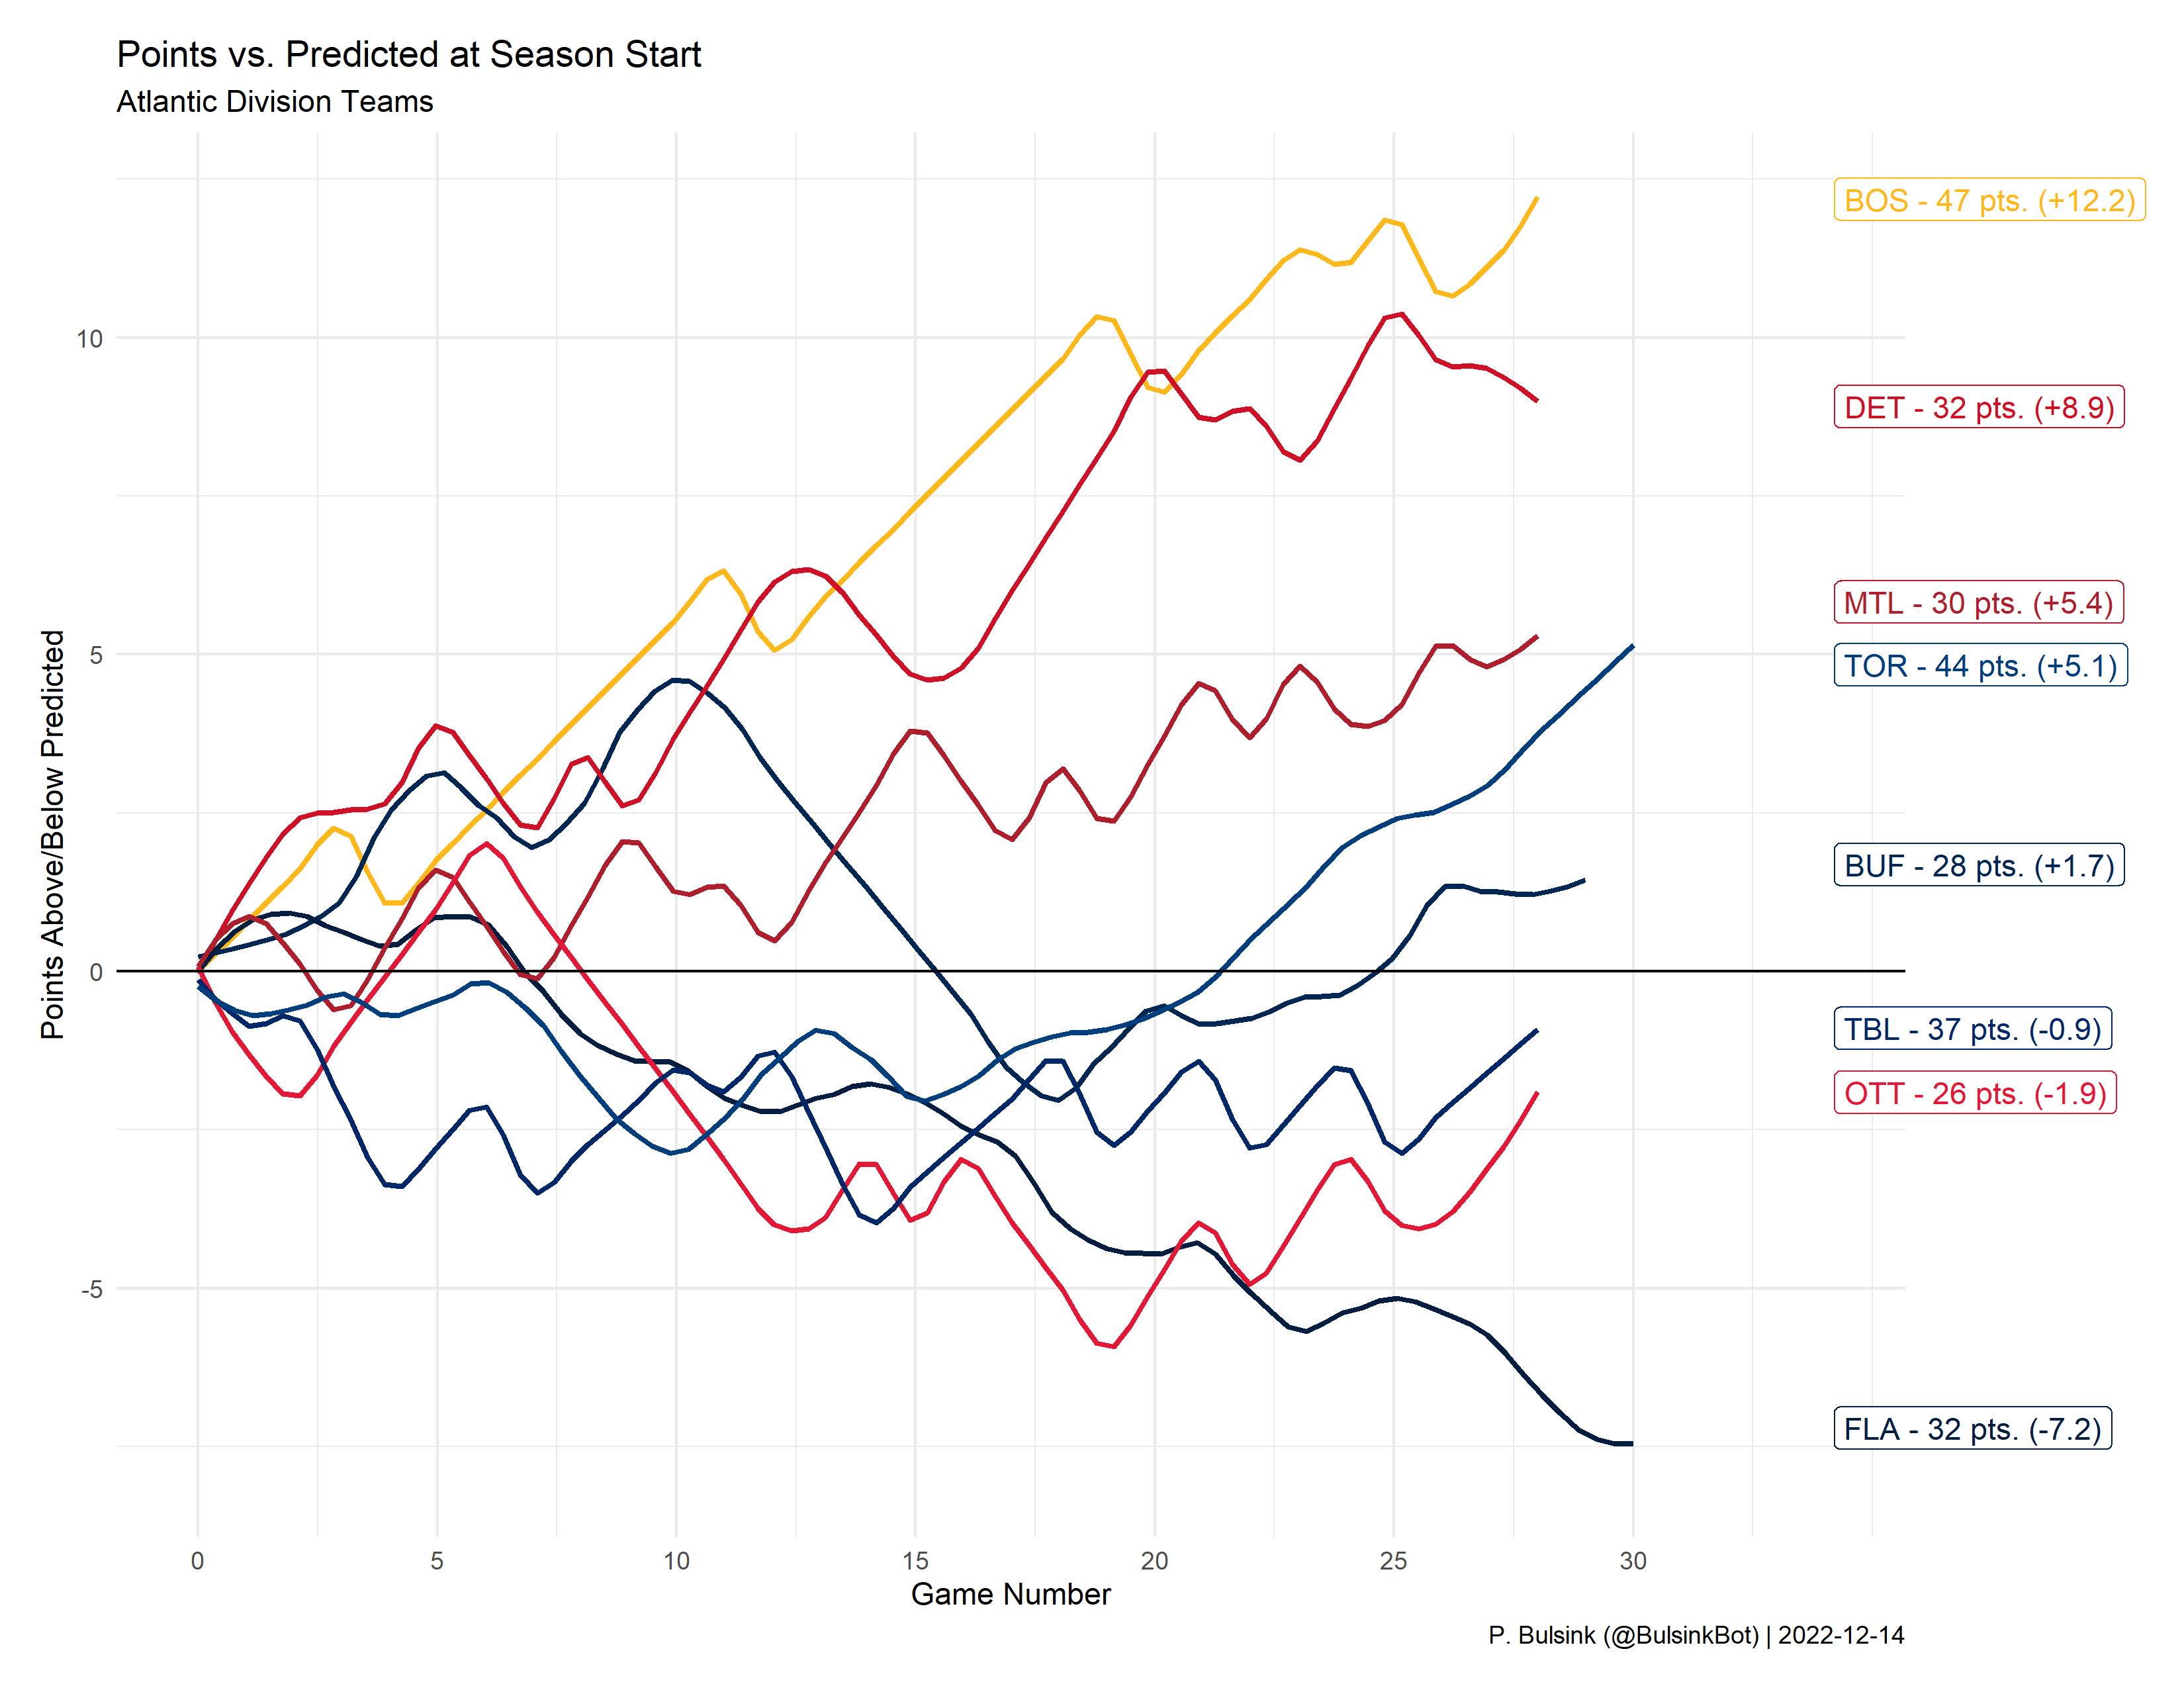 Points vs. Predicted at Season Start
Atlantic Division Teams
Points Above/Below Predicted
10
5
0
-5
BOS - 47 pts. (+12.2)
DET - 32 pts. (+8.9)
MTL - 30 pts. (+5.4)
TOR - 44 pts. (+5.1)
BUF - 28 pts. (+1.7)
TBL - 37 pts. (-0.9)
OTT - 26 pts. (-1.9)
FLA - 32 pts. (-7.2)
0 5 10 15 20 25 30
Game Number
P. Bulsink (@BulsinkBot) | 2022-12-14